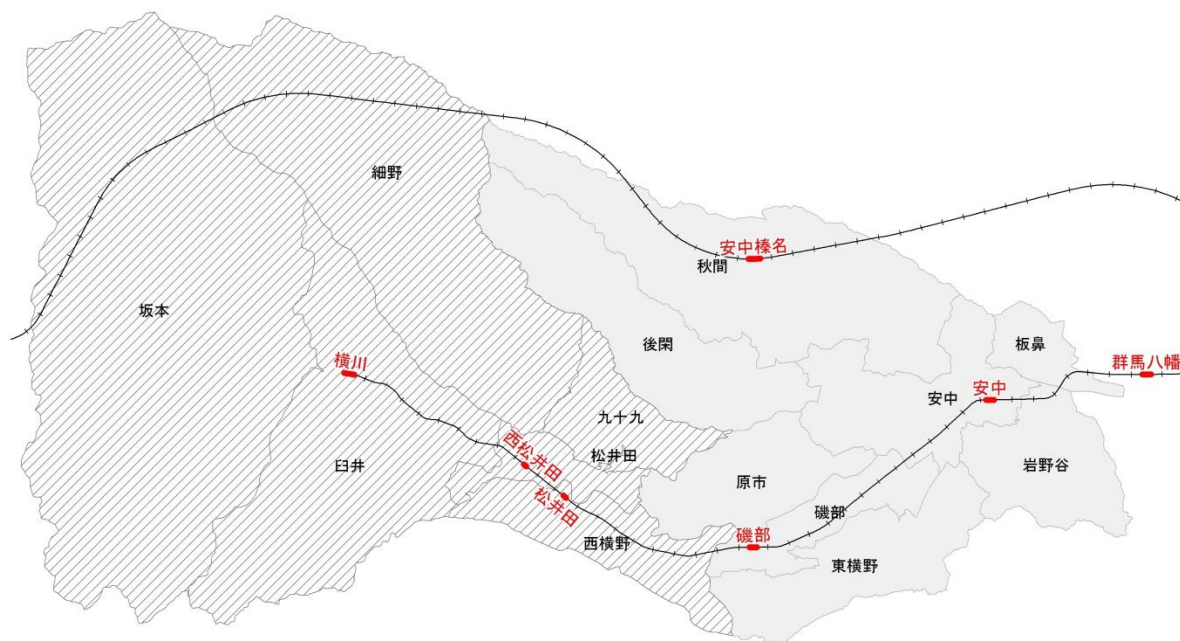 細野
安中榛名
秋間
坂本
後閑
板鼻
横川
群馬八幡
安中
安中
九十九
西松井田
松井田
臼井
岩野谷
原市
松井田
磯部
磯部
西横野
東横野